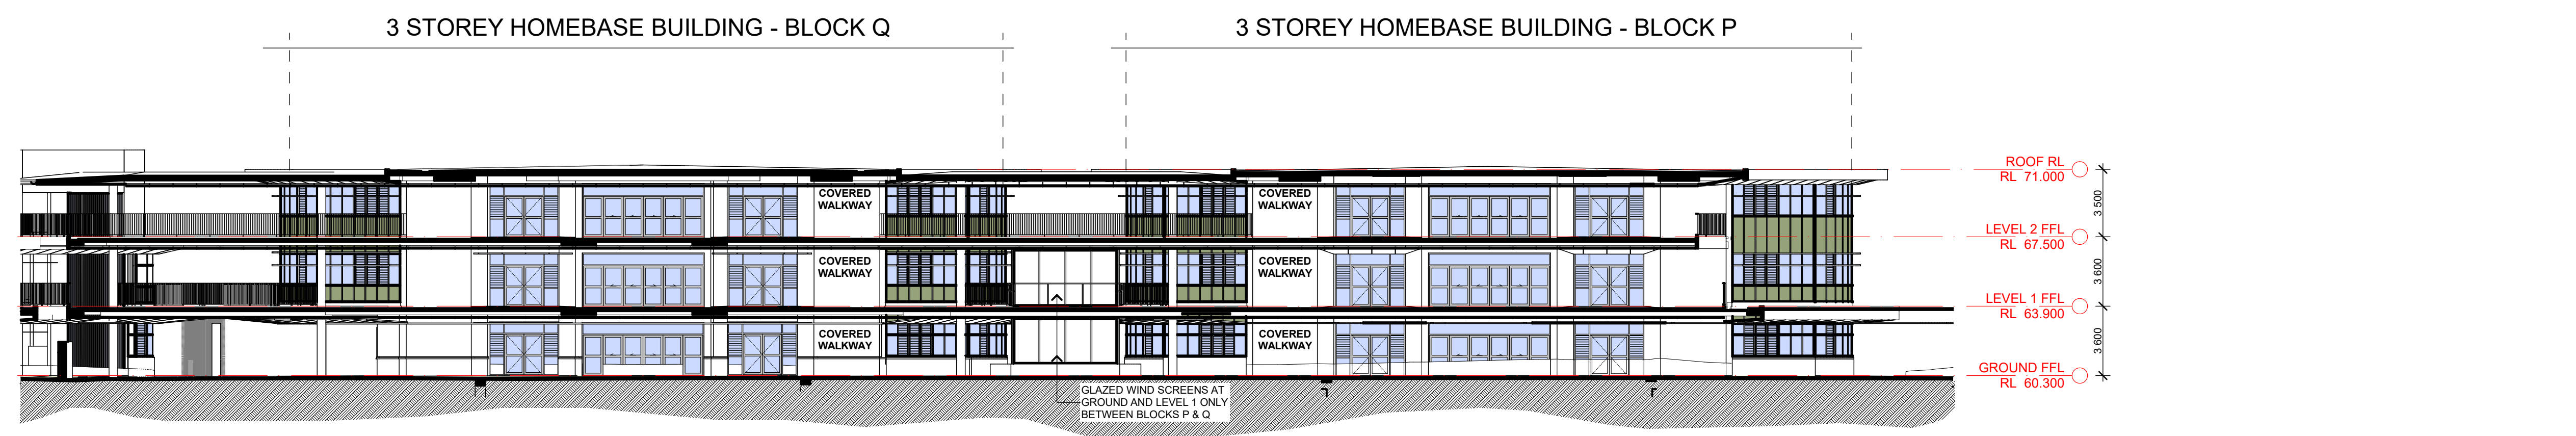 3 STOREY HOMEBASE BUILDING - BLOCK Q
3 STOREY HOMEBASE BUILDING - BLOCK P
ROOF RL
RL 71.000
3 500
COVERED
WALKWAY
COVERED
WALKWAY
LEVEL 2 FFL
RL 67.500
3 600
COVERED
WALKWAY
COVERED
WALKWAY
LEVEL 1 FFL
RL 63.900
3 600
COVERED
WALKWAY
COVERED
WALKWAY
GROUND FFL
RL 60.300
GLAZED WIND SCREENS AT
GROUND AND LEVEL 1 ONLY
BETWEEN BLOCKS P & Q